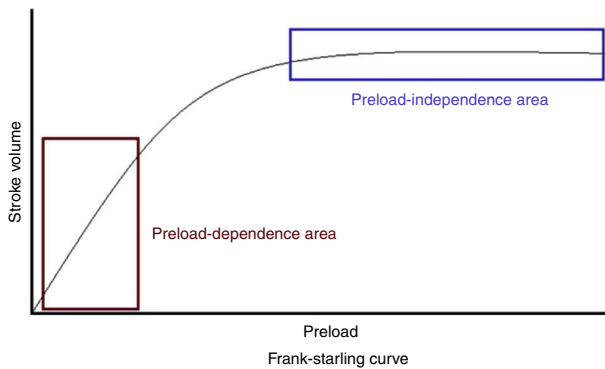 Preload-independence area
Stroke volume
Preload-dependence area
Preload
Frank-starling curve